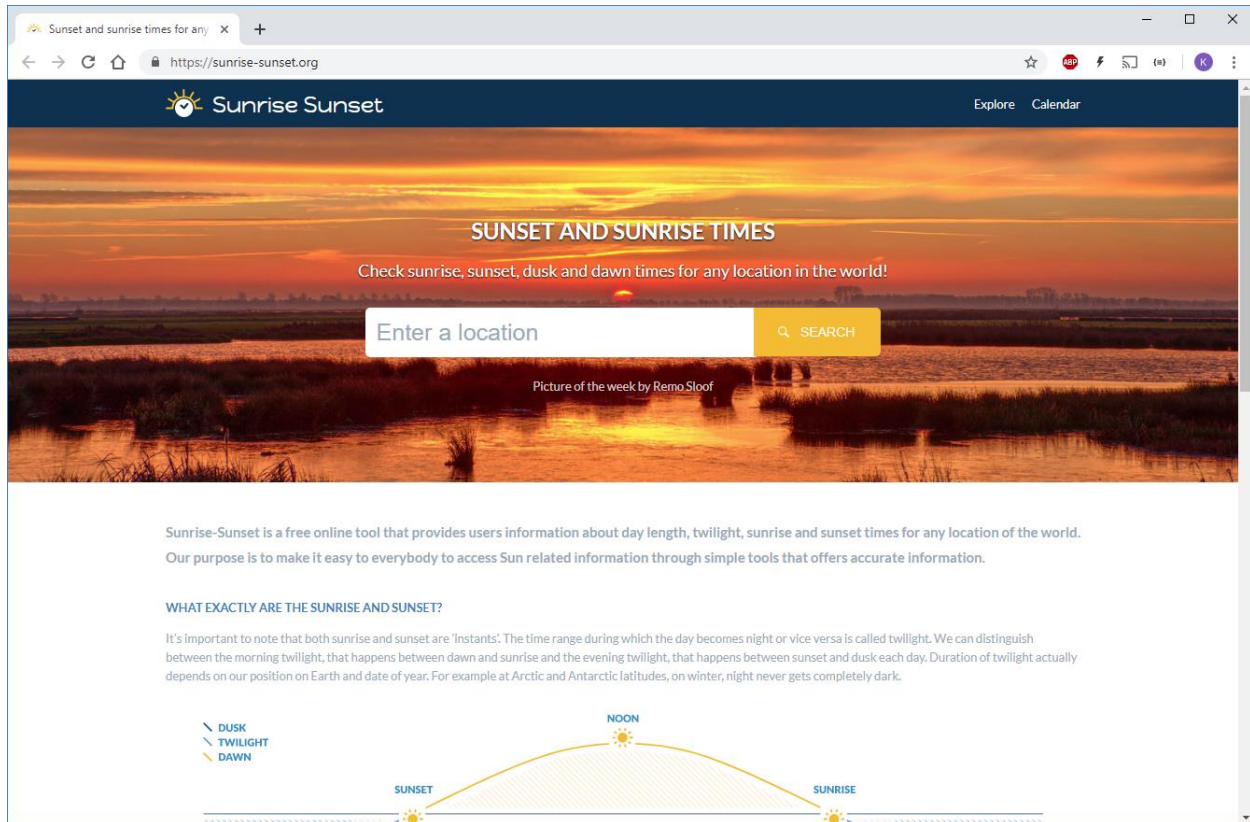 Sunset and sunrise times for any
https://sunrise-sunset.org
ABP
K
Sunrise Sunset
Explore Calendar
SUNSET AND SUNRISE TIMES
Check sunrise, sunset, dusk and dawn times for any location in the world!
Enter a location
SEARCH
Picture of the week by Remo Sloof
Sunrise-Sunset is a free online tool that provides users information about day length, twilight, sunrise and sunset times for any location of the world.
Our purpose is to make it easy to everybody to access Sun related information through simple tools that offers accurate information.
WHAT EXACTLY ARE THE SUNRISE AND SUNSET?
It's important to note that both sunrise and sunset are 'instants'. The time range during which the day becomes night or vice versa is called twilight. We can distinguish
between the morning twilight, that happens between dawn and sunrise and the evening twilight, that happens between sunset and dusk each day. Duration of twilight actually
depends on our position on Earth and date of year. For example at Arctic and Antarctic latitudes, on winter, night never gets completely dark.
DUSK
TWILIGHT
DAWN
NOON
SUNSET
SUNRISE